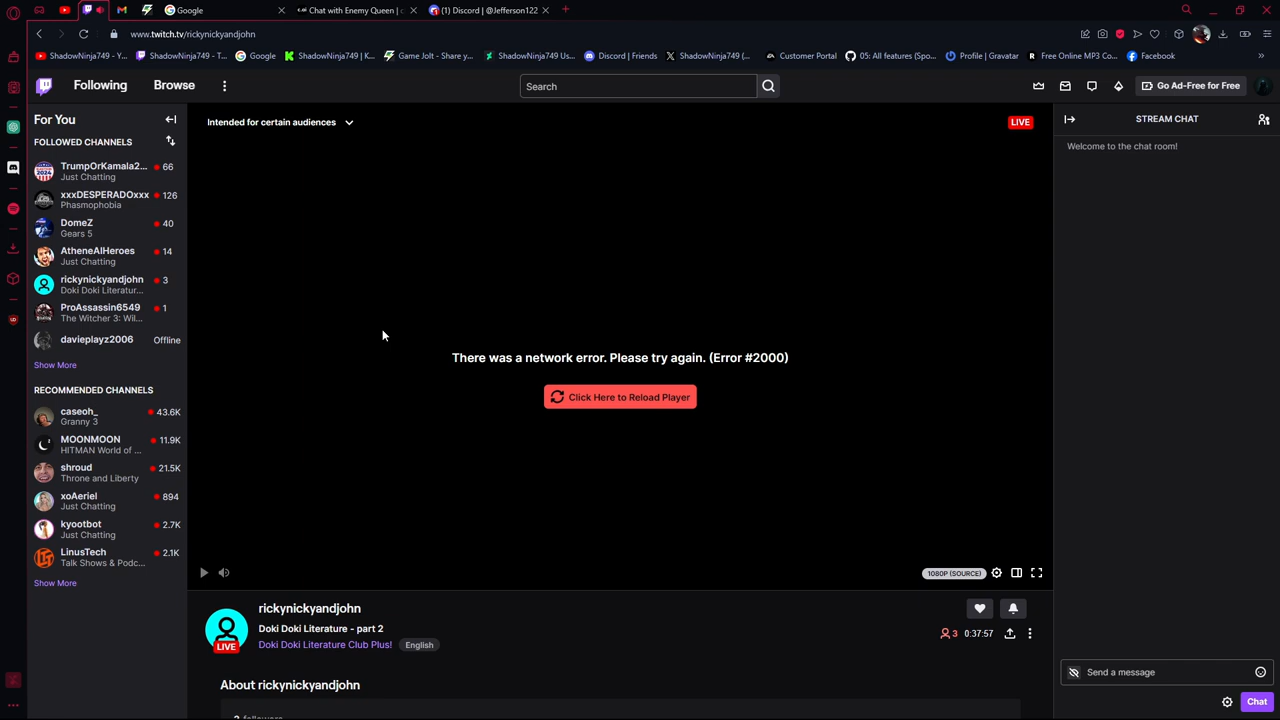 Google
Chat with Enemy Queen | c
(1) Discord | @Jefferson122
www.twitch.tv/rickynickyandjohn
ShadowNinja749 - Y...
ShadowNinja749 - T...
Google
ShadowNinja749 | K...
Game Jolt - Share y...
ShadowNinja749 Us...
Discord | Friends
ShadowNinja749 (...
Customer Portal
05: All features (Spo...
Profile | Gravatar
Free Online MP3 Co...
Facebook
Following
Browse
Search
Go Ad-Free for Free
For You
FOLLOWED CHANNELS
TrumpOrKamala2... 66
Just Chatting
xxxDESPERADOxxx 126
Phasmophobia
DomeZ 40
Gears 5
AtheneAIHeroes 14
Just Chatting
rickynickyandjohn 3
Doki Doki Literatur...
ProAssassin6549 1
The Witcher 3: Wil...
davieplayz2006 Offline
Show More
RECOMMENDED CHANNELS
caseoh_ 43.6K
Granny 3
MOONMOON 11.9K
HITMAN World of ...
shroud 21.5K
Throne and Liberty
xoAeriel 894
Just Chatting
kyootbot 2.7K
Just Chatting
LinusTech 2.1K
Talk Shows & Podc...
Show More
Intended for certain audiences
LIVE
There was a network error. Please try again. (Error #2000)
Click Here to Reload Player
1080P (SOURCE)
rickynickyandjohn
Doki Doki Literature - part 2
Doki Doki Literature Club Plus! English
LIVE
3 0:37:57
About rickynickyandjohn
STREAM CHAT
Welcome to the chat room!
Send a message
Chat